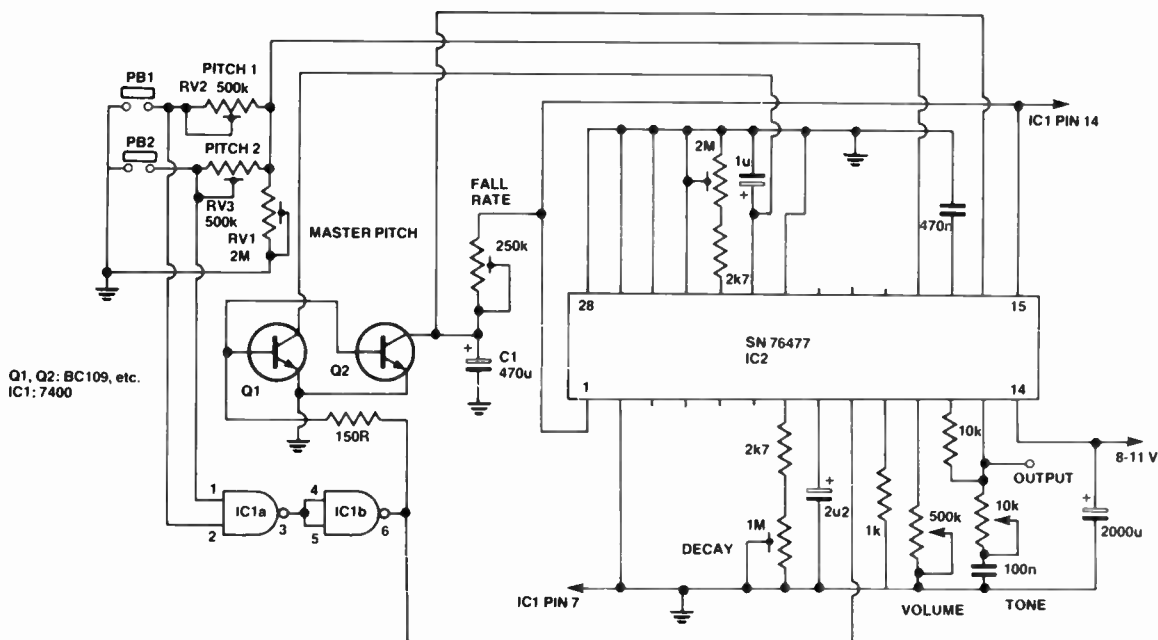 PB1
PITCH 1
RV2 500k
PB2
PITCH 2
RV3
500k
RV1
2M
MASTER PITCH
FALL
RATE
250k
2M
1u
+
2k7
470n
IC1 PIN 14
28
15
SN 76477
IC2
1
14
Q1
Q2
+
C1
470u
Q1, Q2: BC109, etc.
IC1: 7400
150R
1
2
IC1a
3
4
5
IC1b
6
2k7
1M
DECAY
+
2u2
1k
500k
10k
OUTPUT
10k
100n
8-11 V
+
2000u
IC1 PIN 7
VOLUME
TONE